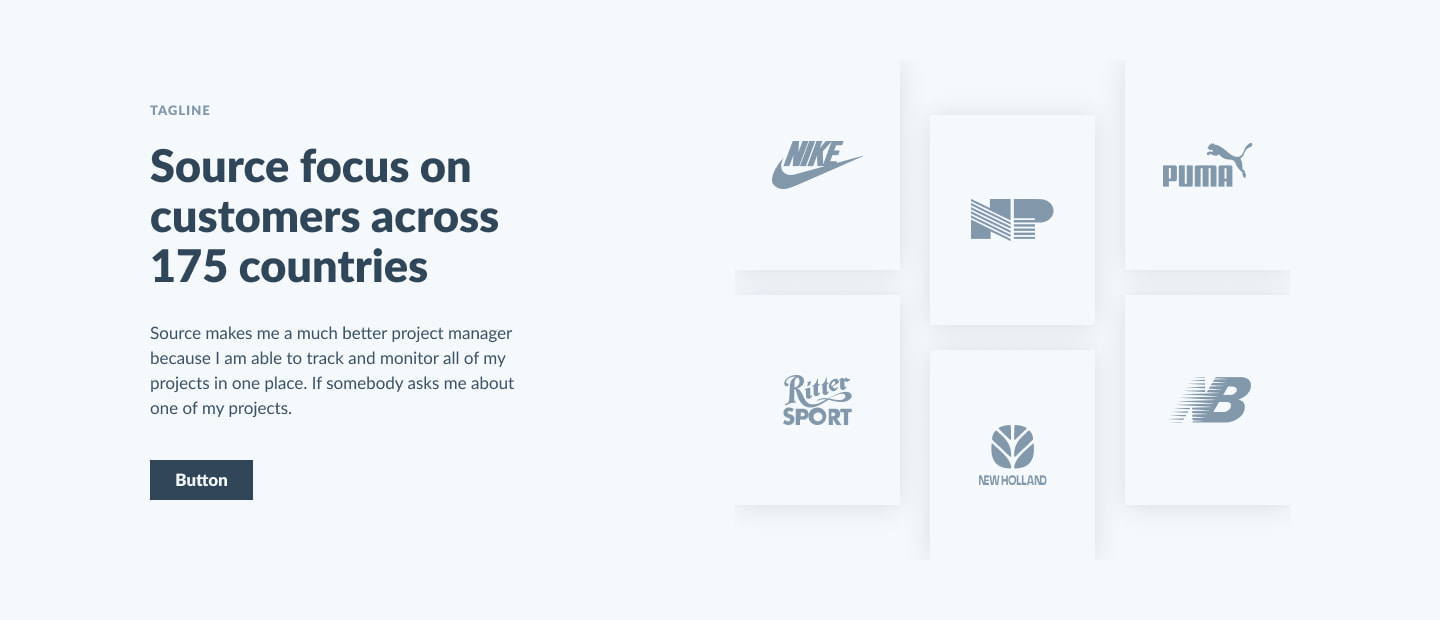 TAGLINE
Source focus on
customers across
175 countries
Source makes me a much better project manager
because I am able to track and monitor all of my
projects in one place. If somebody asks me about
one of my projects.
Button
NIKE
NP
PUMA
Ritter
SPORT
NEW HOLLAND
NB